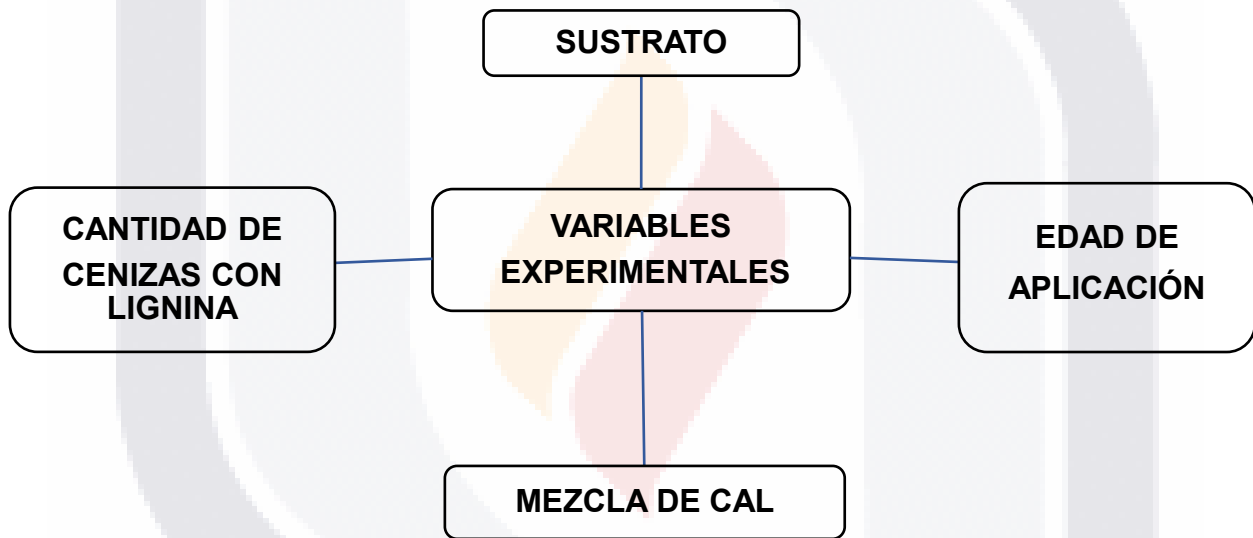 SUSTRATO
CANTIDAD DE
CENIZAS CON
LIGNINA
VARIABLES
EXPERIMENTALES
EDAD DE
APLICACIÓN
MEZCLA DE CAL